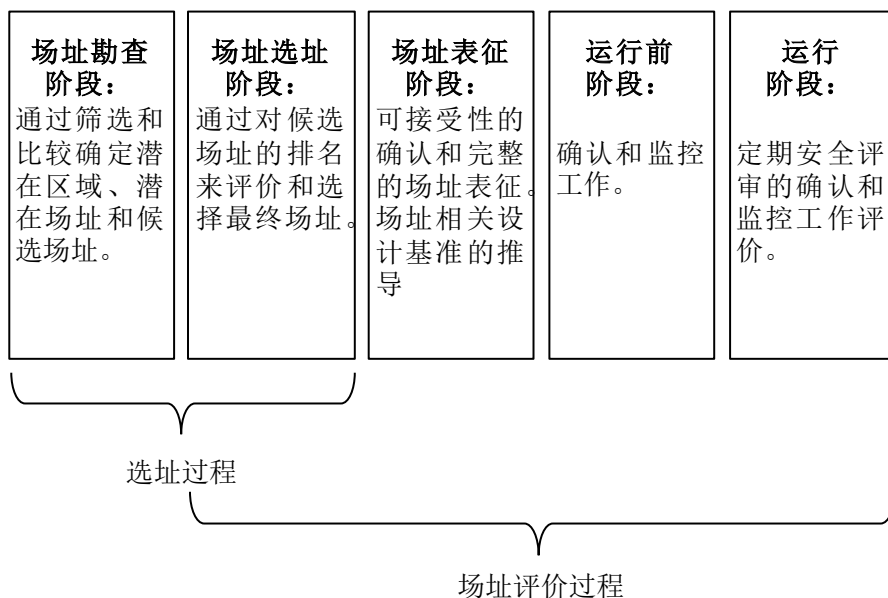 场址勘查
阶段：
通过筛选和
比较确定潜
在区域、潜
在场址和候
选场址。
场址选址
阶段：
通过对候选
场址的排名
来评价和选
择最终场址。
场址表征
阶段：
可接受性的
确认和完整
的场址表征。
场址相关设
计基准的推
导
运行前
阶段：
确认和监控
工作。
运行
阶段：
定期安全评
审的确认和
监控工作评
价。
选址过程
场址评价过程